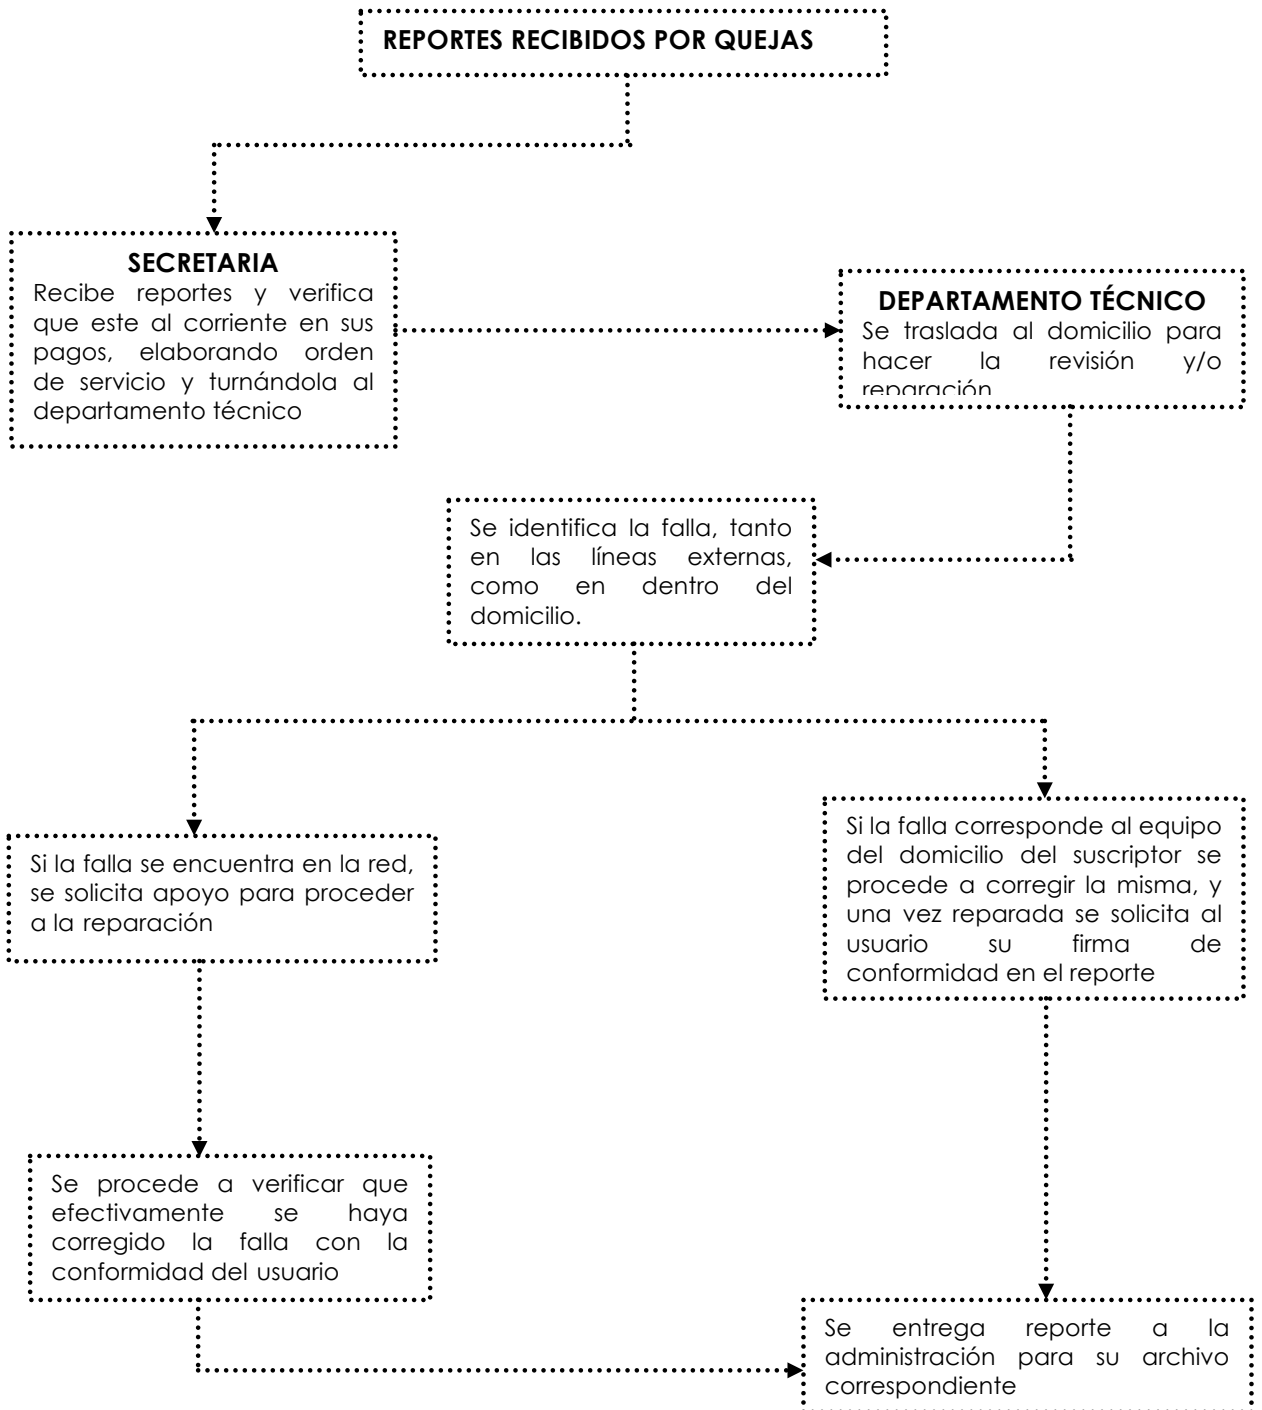 REPORTES RECIBIDOS POR QUEJAS
SECRETARIA
Recibe reportes y verifica
que este al corriente en sus
pagos, elaborando orden
de servicio y turnándola al
departamento técnico
DEPARTAMENTO TÉCNICO
Se traslada al domicilio para
hacer la revisión y/o
reparación
Se identifica la falla, tanto
en las líneas externas,
como en dentro del
domicilio.
Si la falla se encuentra en la red,
se solicita apoyo para proceder
a la reparación
Si la falla corresponde al equipo
del domicilio del suscriptor se
procede a corregir la misma, y
una vez reparada se solicita al
usuario su firma de
conformidad en el reporte
Se procede a verificar que
efectivamente se haya
corregido la falla con la
conformidad del usuario
Se entrega reporte a la
administración para su archivo
correspondiente